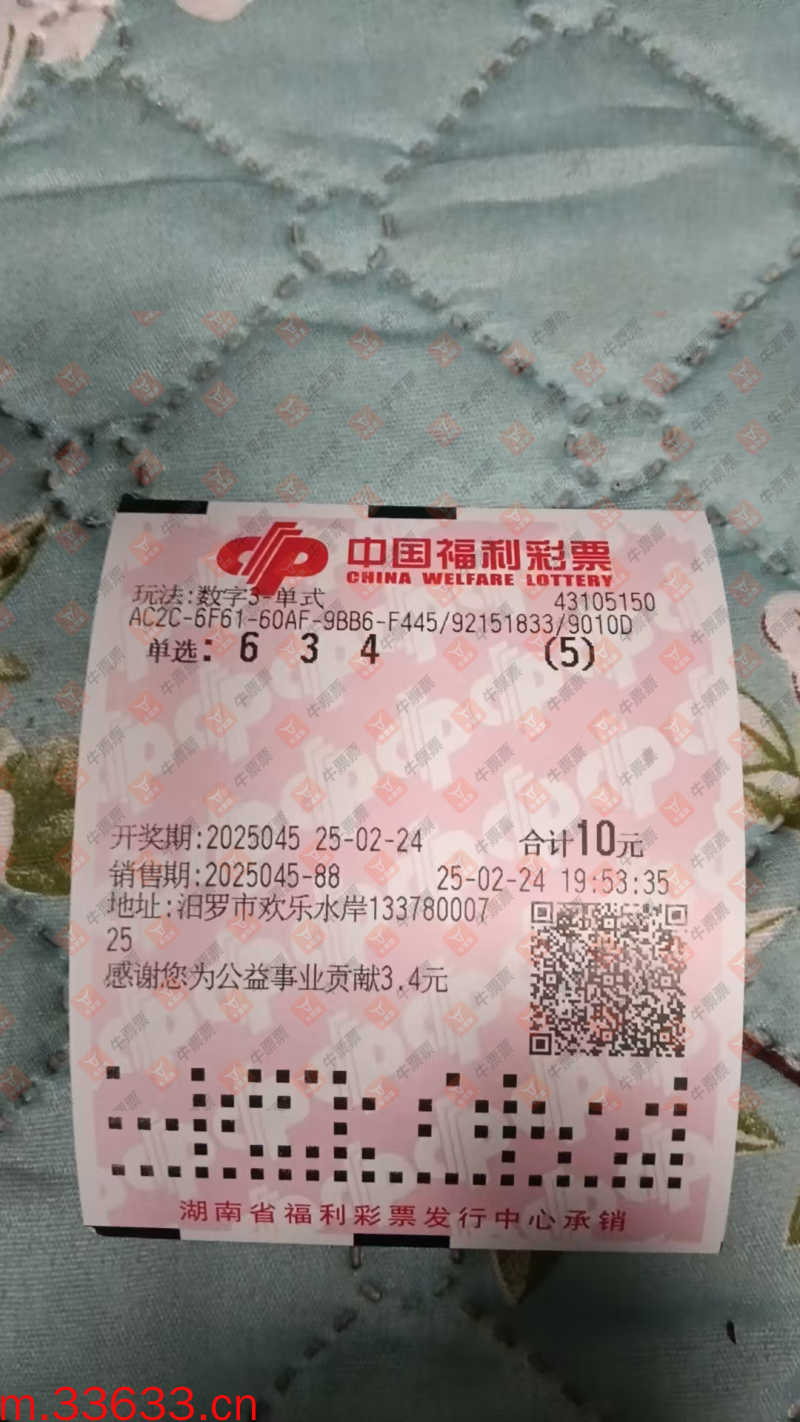 中国福利彩票
CHINA WELFARE LOTTERY
玩法:数字3-单式 43105150
AC2C-6F61-60AF-9BB6-F445/92151833/9010D
单选: 6 3 4 (5)
开奖期:2025045 25-02-24 合计10元
销售期:2025045-88 25-02-24 19:53:35
地址:汨罗市欢乐水岸133780007
25
感谢您为公益事业贡献3.4元
湖南省福利彩票发行中心承销
m.33633.cn